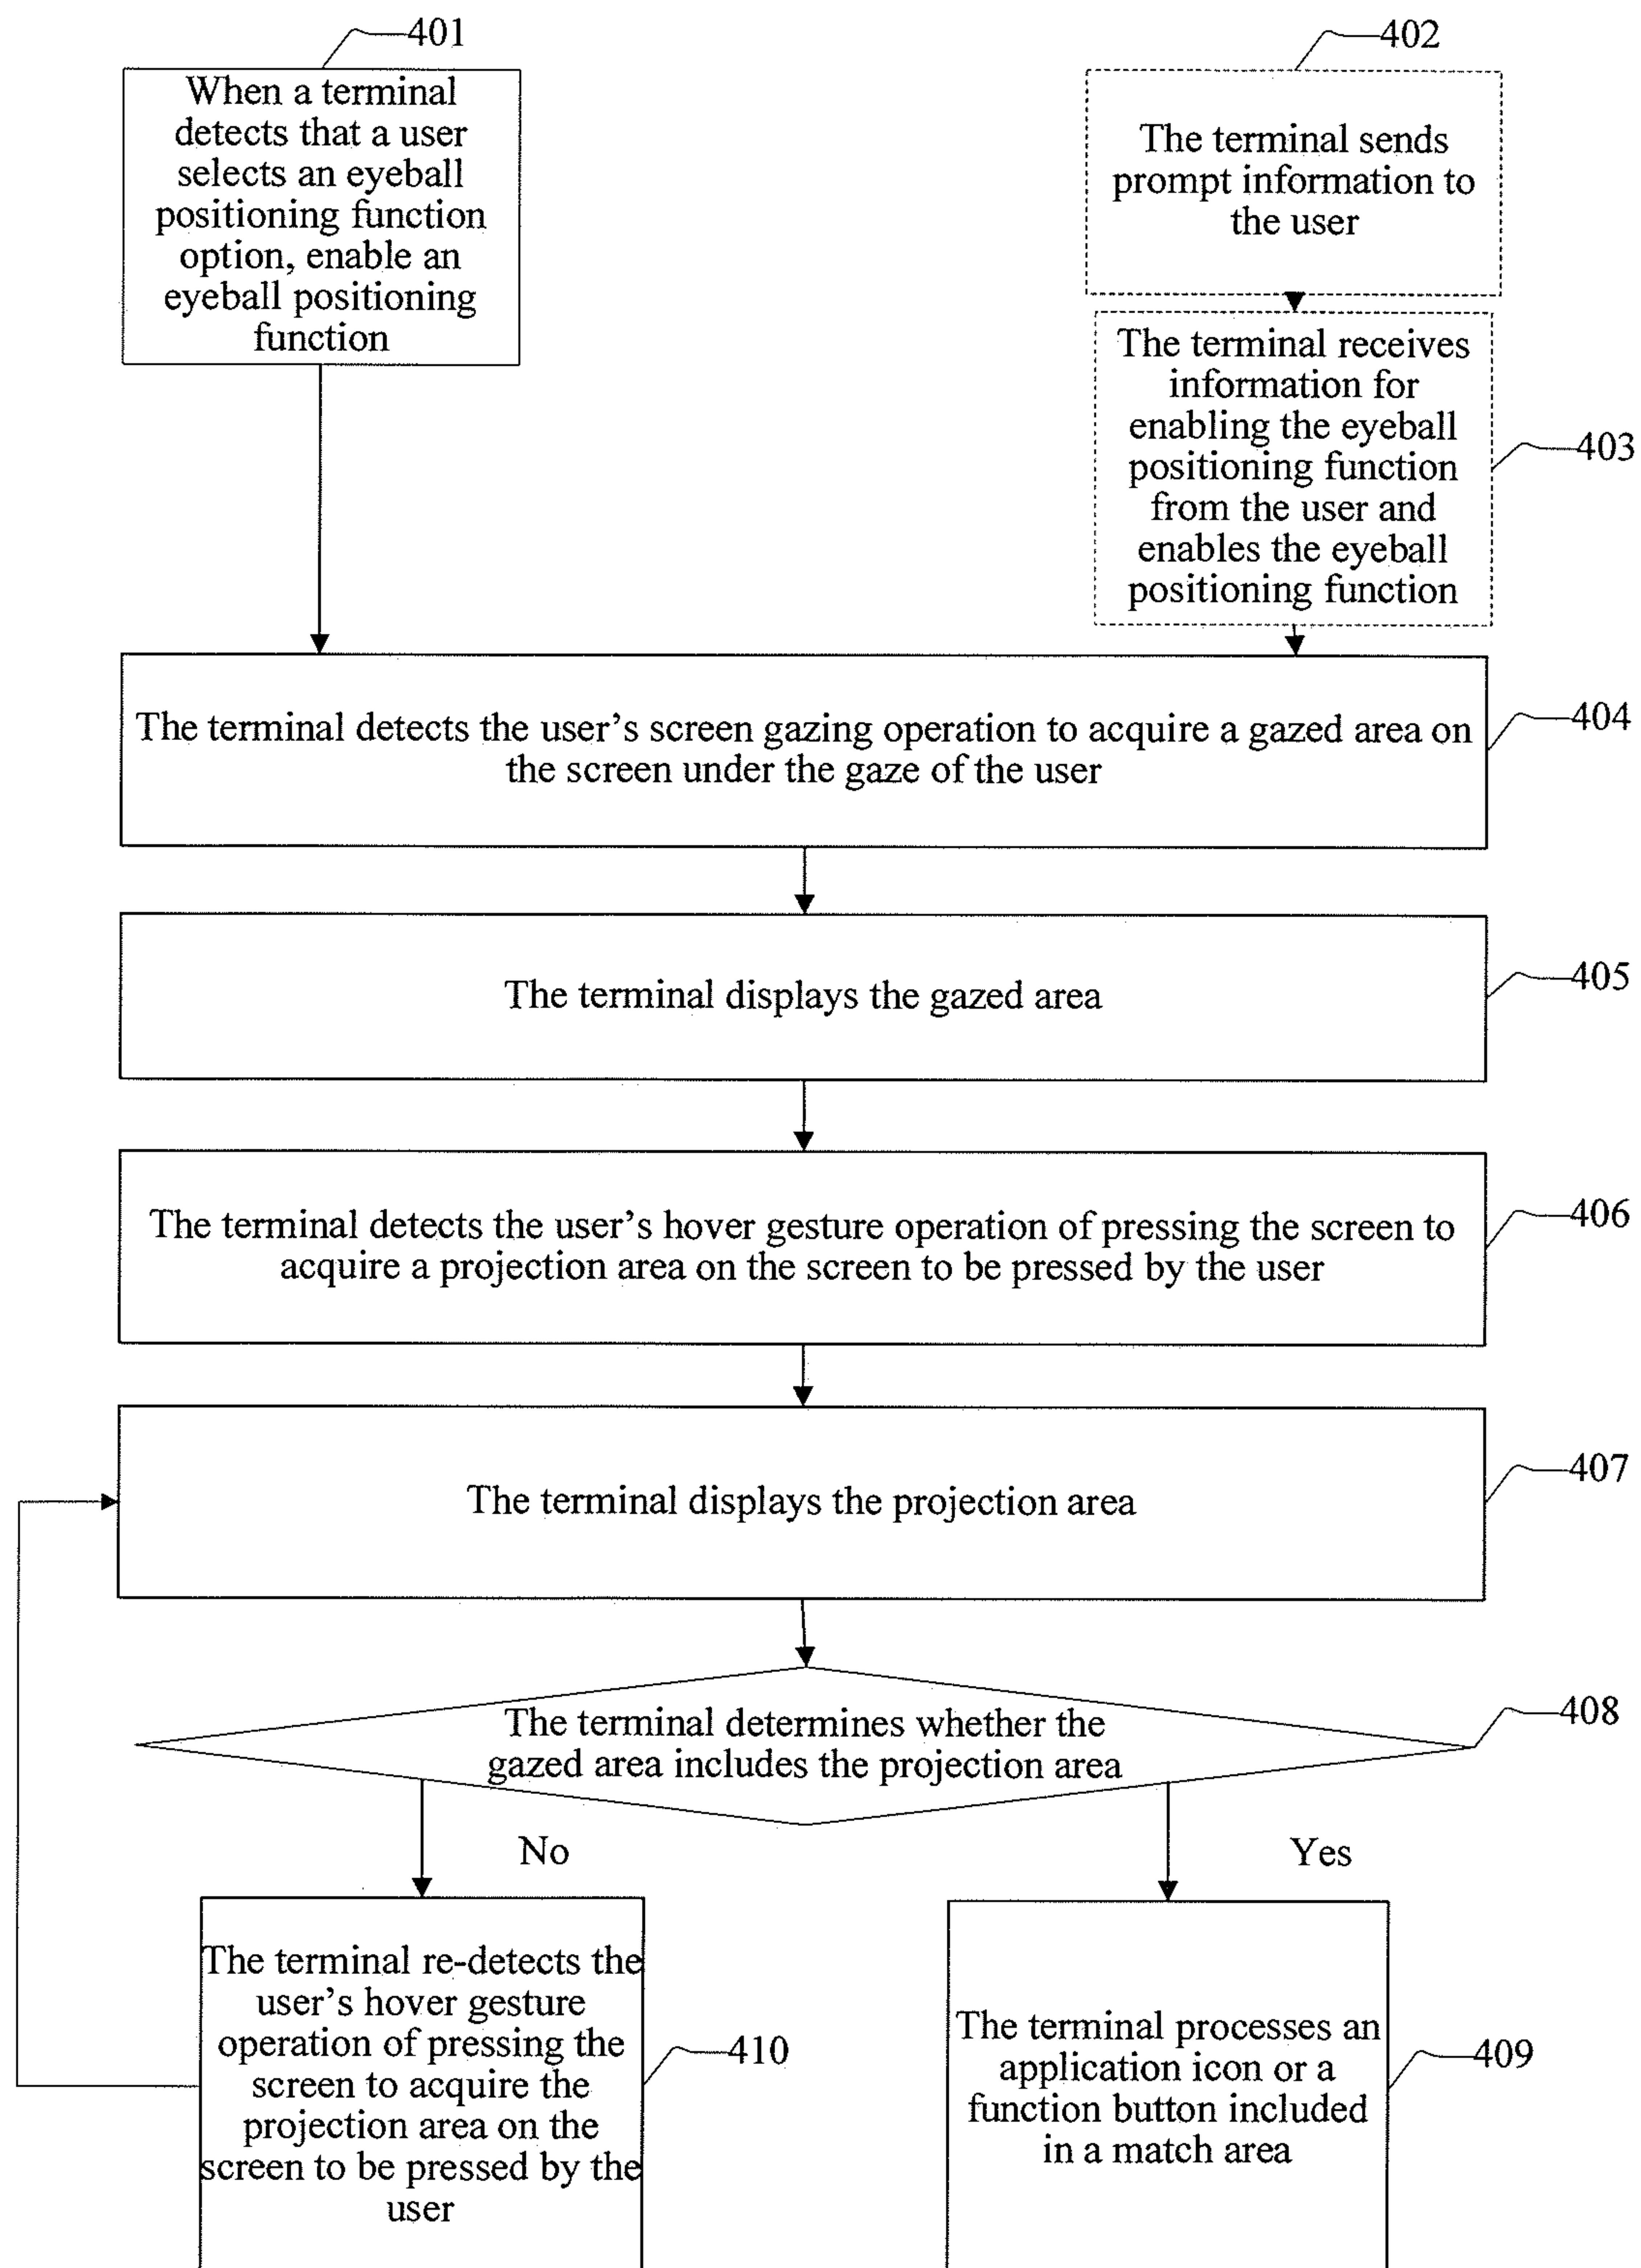 401
When a terminal
detects that a user
selects an eyeball
positioning function
option, enable an
eyeball positioning
function
402
The terminal sends
prompt information to
the user
The terminal receives
information for
enabling the eyeball
positioning function
from the user and
enables the eyeball
positioning function
403
The terminal detects the user's screen gazing operation to acquire a gazed area on
the screen under the gaze of the user
404
The terminal displays the gazed area
405
The terminal detects the user's hover gesture operation of pressing the screen to
acquire a projection area on the screen to be pressed by the user
406
The terminal displays the projection area
407
The terminal determines whether the
gazed area includes the projection area
408
No
Yes
The terminal re-detects the
user's hover gesture
operation of pressing the
screen to acquire the
projection area on the
screen to be pressed by the
user
410
The terminal processes an
application icon or a
function button included
in a match area
409